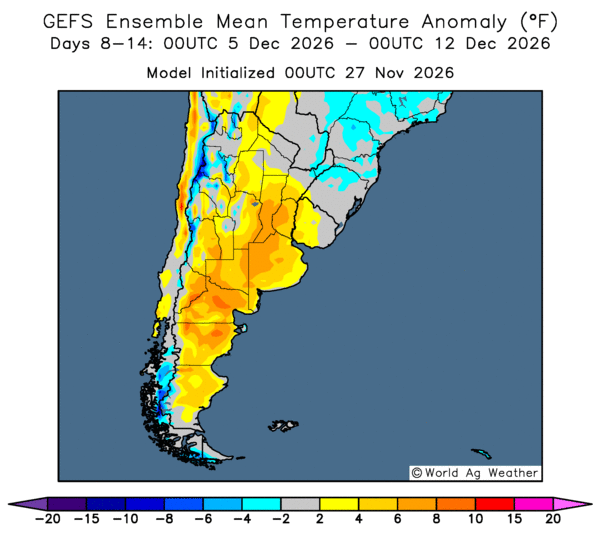 GEFS Ensemble Mean Temperature Anomaly (°F)
Days 8–14: 00UTC 5 Dec 2026 – 00UTC 12 Dec 2026
Model Initialized 00UTC 27 Nov 2026
© World Ag Weather
−20 −15 −10 −8 −6 −4 −2 2 4 6 8 10 15 20